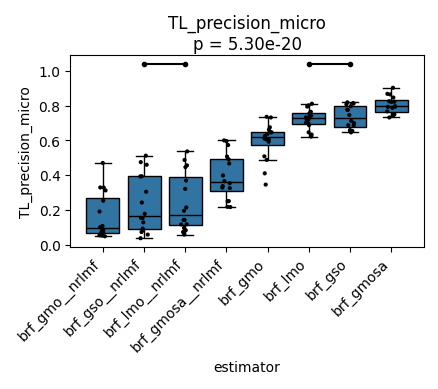 TL_precision_micro
p = 5.30e-20
1.0
0.8
0.6
0.4
0.2
0.0
TL_precision_micro
brf_gmo__nrlmf
brf_gso__nrlmf
brf_lmo__nrlmf
brf_gmosa__nrlmf
brf_gmo
brf_lmo
brf_gso
brf_gmosa
estimator